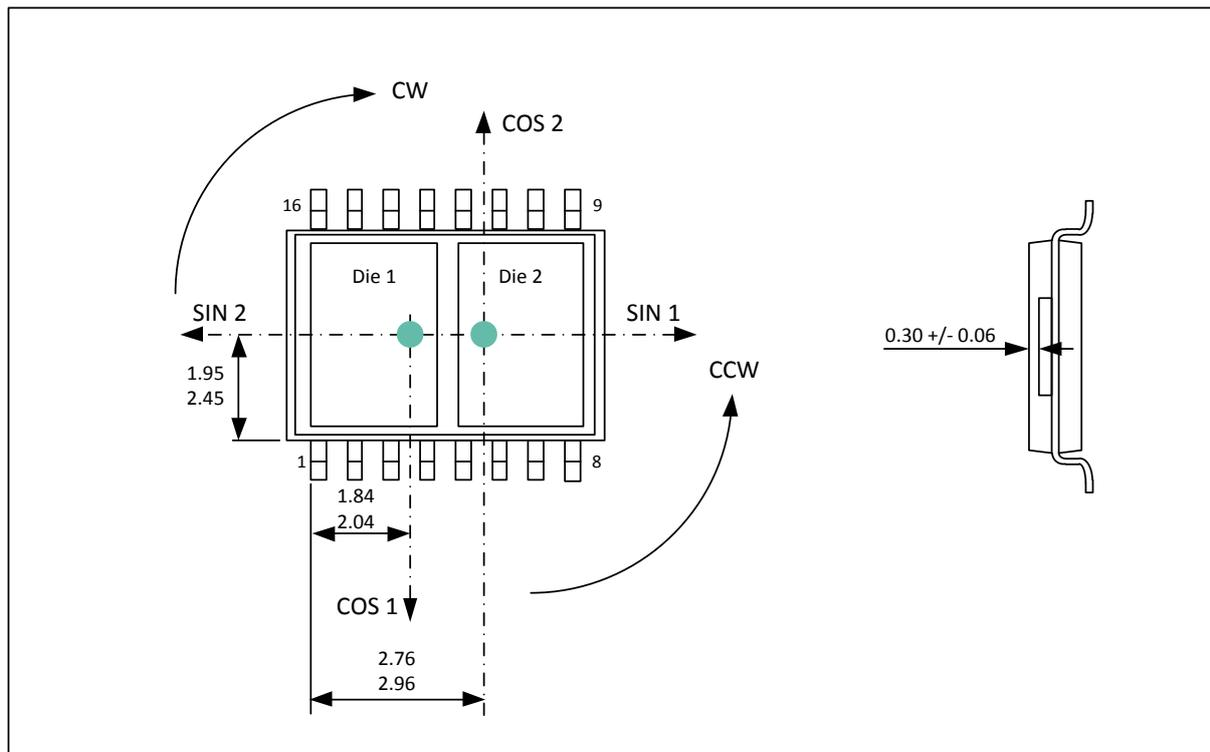 CW
COS 2
16
9
Die 1
Die 2
SIN 2
SIN 1
0.30 +/- 0.06
1.95
2.45
CCW
1
8
1.84
2.04
COS 1
2.76
2.96